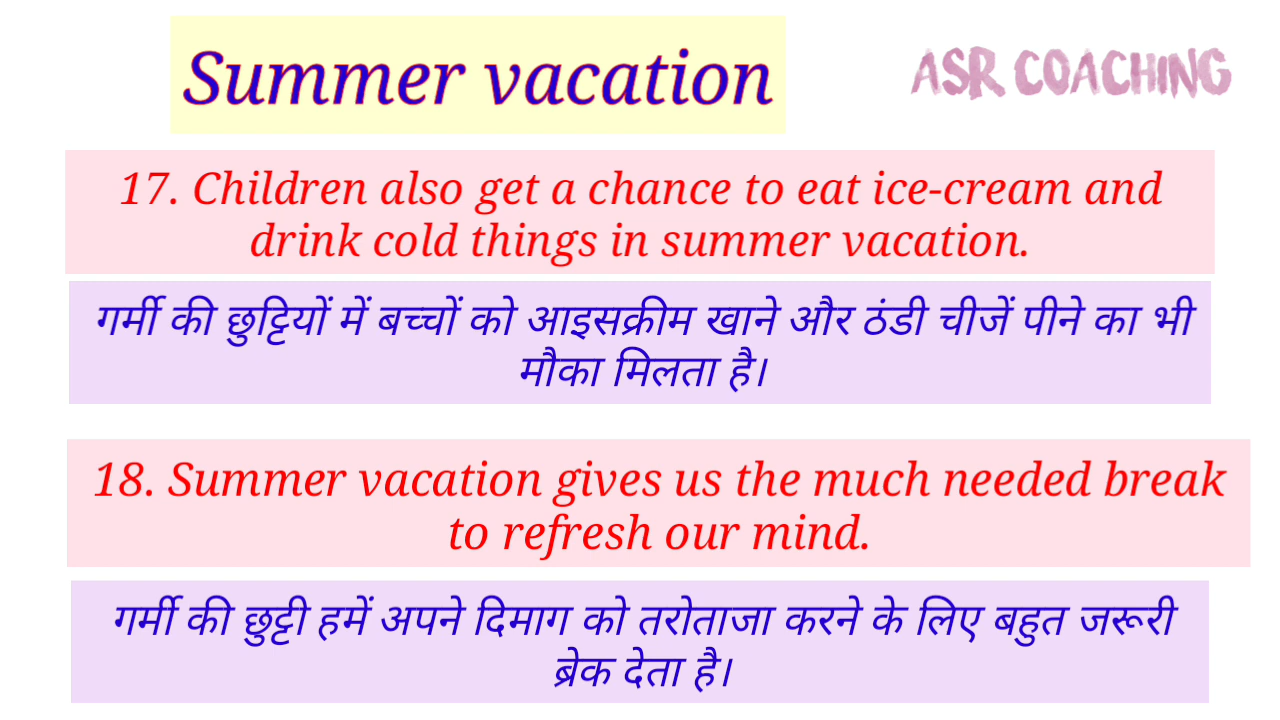 Summer vacation
ASR COACHING
17. Children also get a chance to eat ice-cream and
drink cold things in summer vacation.
गर्मी की छुट्टियों में बच्चों को आइसक्रीम खाने और ठंडी चीजें पीने का भी
मौका मिलता है।
18. Summer vacation gives us the much needed break
to refresh our mind.
गर्मी की छुट्टी हमें अपने दिमाग को तरोताजा करने के लिए बहुत जरूरी
ब्रेक देता है।